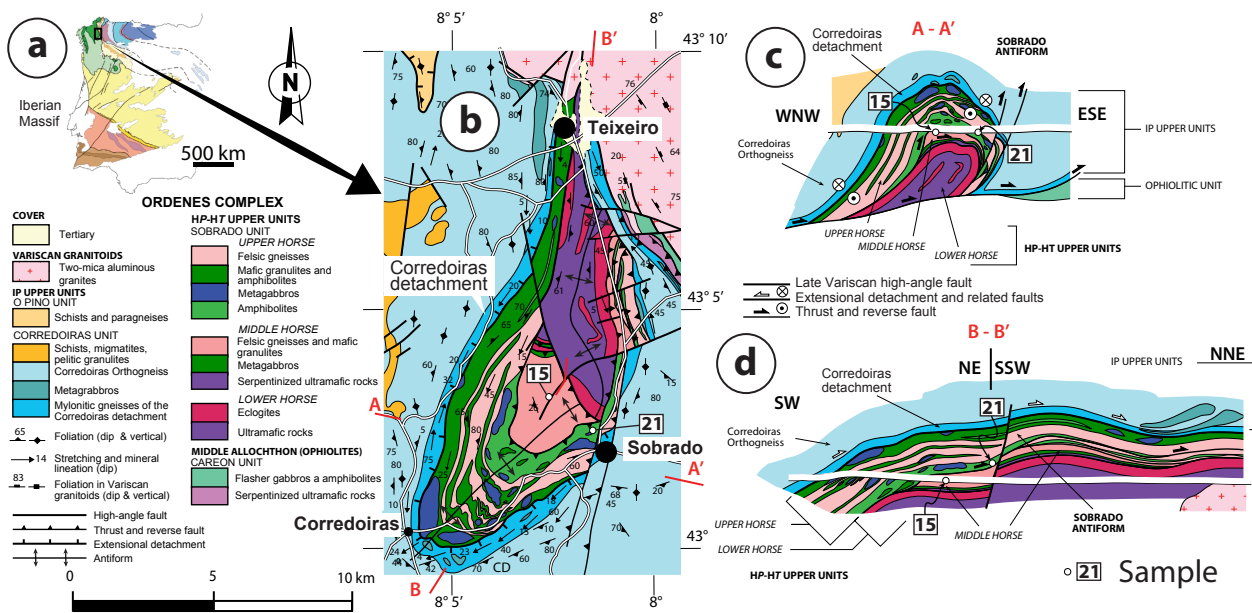 a
Iberian
Massif
500 km
N
ORDENES COMPLEX
COVER
Tertiary
VARISCAN GRANITOIDS
Two-mica aluminous
granites
IP UPPER UNITS
O PINO UNIT
Schists and paragneises
CORREDOIRAS UNIT
Schists, migmatites,
pelitic granulites
Corredoiras Orthogneiss
Metagrabbros
Mylonitic gneisses of the
Corredoiras detachment
65
Foliation (dip & vertical)
14 Stretching and mineral
lineation (dip)
83
Foliation in Variscan
granitoids (dip & vertical)
High-angle fault
Thrust and reverse fault
Extensional detachment
Antiform
0 5 10 km
HP-HT UPPER UNITS
SOBRADO UNIT
UPPER HORSE
Felsic gneisses
Mafic granulites and
amphibolites
Metagabbros
Amphibolites
MIDDLE HORSE
Felsic gneisses and mafic
granulites
Metagabbros
Serpentinized ultramafic rocks
LOWER HORSE
Eclogites
Ultramafic rocks
MIDDLE ALLOCHTHON (OPHIOLITES)
CAREON UNIT
Flasher gabbros a amphibolites
Serpentinized ultramafic rocks
8° 5’
8°
B’
43° 10’
b
Teixeiro
Corredoiras
detachment
43° 5’
15
A
21
Sobrado
A’
Corredoiras
43°
B
CD
8° 5’
8°
c
A - A’
Corredoiras
detachment
SOBRADO
ANTIFORM
15
WNW
ESE
21
IP UPPER UNITS
Corredoiras
Orthogneiss
OPHIOLITIC UNIT
UPPER HORSE
MIDDLE HORSE
LOWER HORSE
HP-HT UPPER UNITS
Late Variscan high-angle fault
Extensional detachment and related faults
Thrust and reverse fault
B - B’
d
NE
SSW
NNE
IP UPPER UNITS
SW
Corredoiras
detachment
21
Corredoiras
Orthogneiss
15
UPPER HORSE
MIDDLE HORSE
SOBRADO
ANTIFORM
LOWER HORSE
HP-HT UPPER UNITS
21 Sample